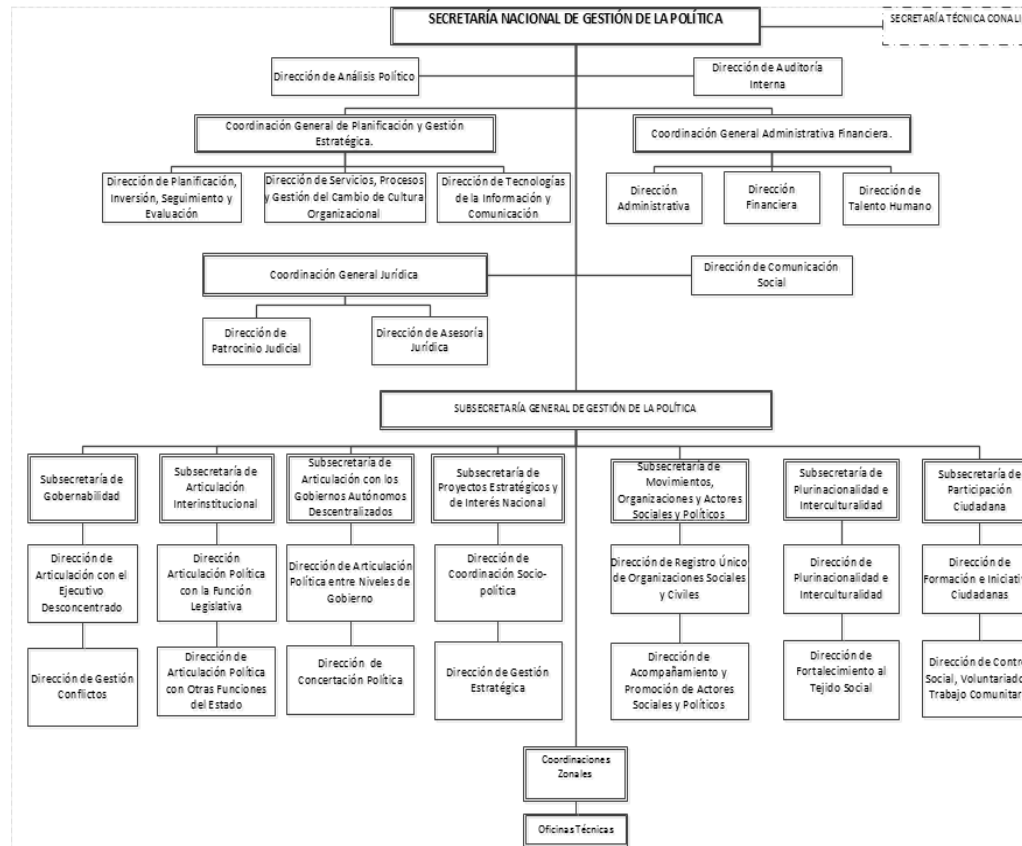 SECRETARÍA NACIONAL DE GESTIÓN DE LA POLÍTICA
SECRETARÍA TÉCNICA
Dirección de Análisis Político
Dirección de Auditoría
Interna
Coordinación General de Planificación y Gestión
Estratégica.
Coordinación General Administrativa Financiera.
Dirección de Planificación,
Inversión, Seguimiento y
Evaluación
Dirección de Servicios, Procesos
y Gestión del Cambio de Cultura
Organizacional
Dirección de Tecnologías
de la Información y
Comunicación
Dirección
Administrativa
Dirección
Financiera
Dirección de
Talento Humano
Coordinación General Jurídica
Dirección de Comunicación
Social
Dirección de
Patrocinio Judicial
Dirección de Asesoría
Jurídica
SUBSECRETARÍA GENERAL DE GESTIÓN DE LA POLÍTICA
Subsecretaría de
Gobernabilidad
Subsecretaría de
Articulación
Interinstitucional
Subsecretaría de
Articulación con los
Gobiernos Autónomos
Descentralizados
Subsecretaría de
Proyectos Estratégicos y
de Interés Nacional
Subsecretaría de
Movimientos,
Organizaciones y Actores
Sociales y Políticos
Subsecretaría de
Plurinacionalidad e
Interculturalidad
Subsecretaría de
Participación
Ciudadana
Dirección de
Articulación con el
Ejecutivo
Desconcentrado
Dirección
Articulación Política
con la Función
Legislativa
Dirección de Articulación
Política entre Niveles de
Gobierno
Dirección de
Coordinación Socio-
política
Dirección de Registro Único
de Organizaciones Sociales
y Civiles
Dirección de
Plurinacionalidad e
Interculturalidad
Dirección de
Formación e
Ciudadanas
Dirección de Gestión
Conflictos
Dirección de
Articulación Política
con Otras Funciones
del Estado
Dirección de
Concertación Política
Dirección de Gestión
Estratégica
Dirección de
Acompañamiento y
Promoción de Actores
Sociales y Políticos
Dirección de
Fortalecimiento al
Tejido Social
Dirección de
Social, Voluntariado
Trabajo
Coordinaciones
Zonales
Oficinas Técnicas